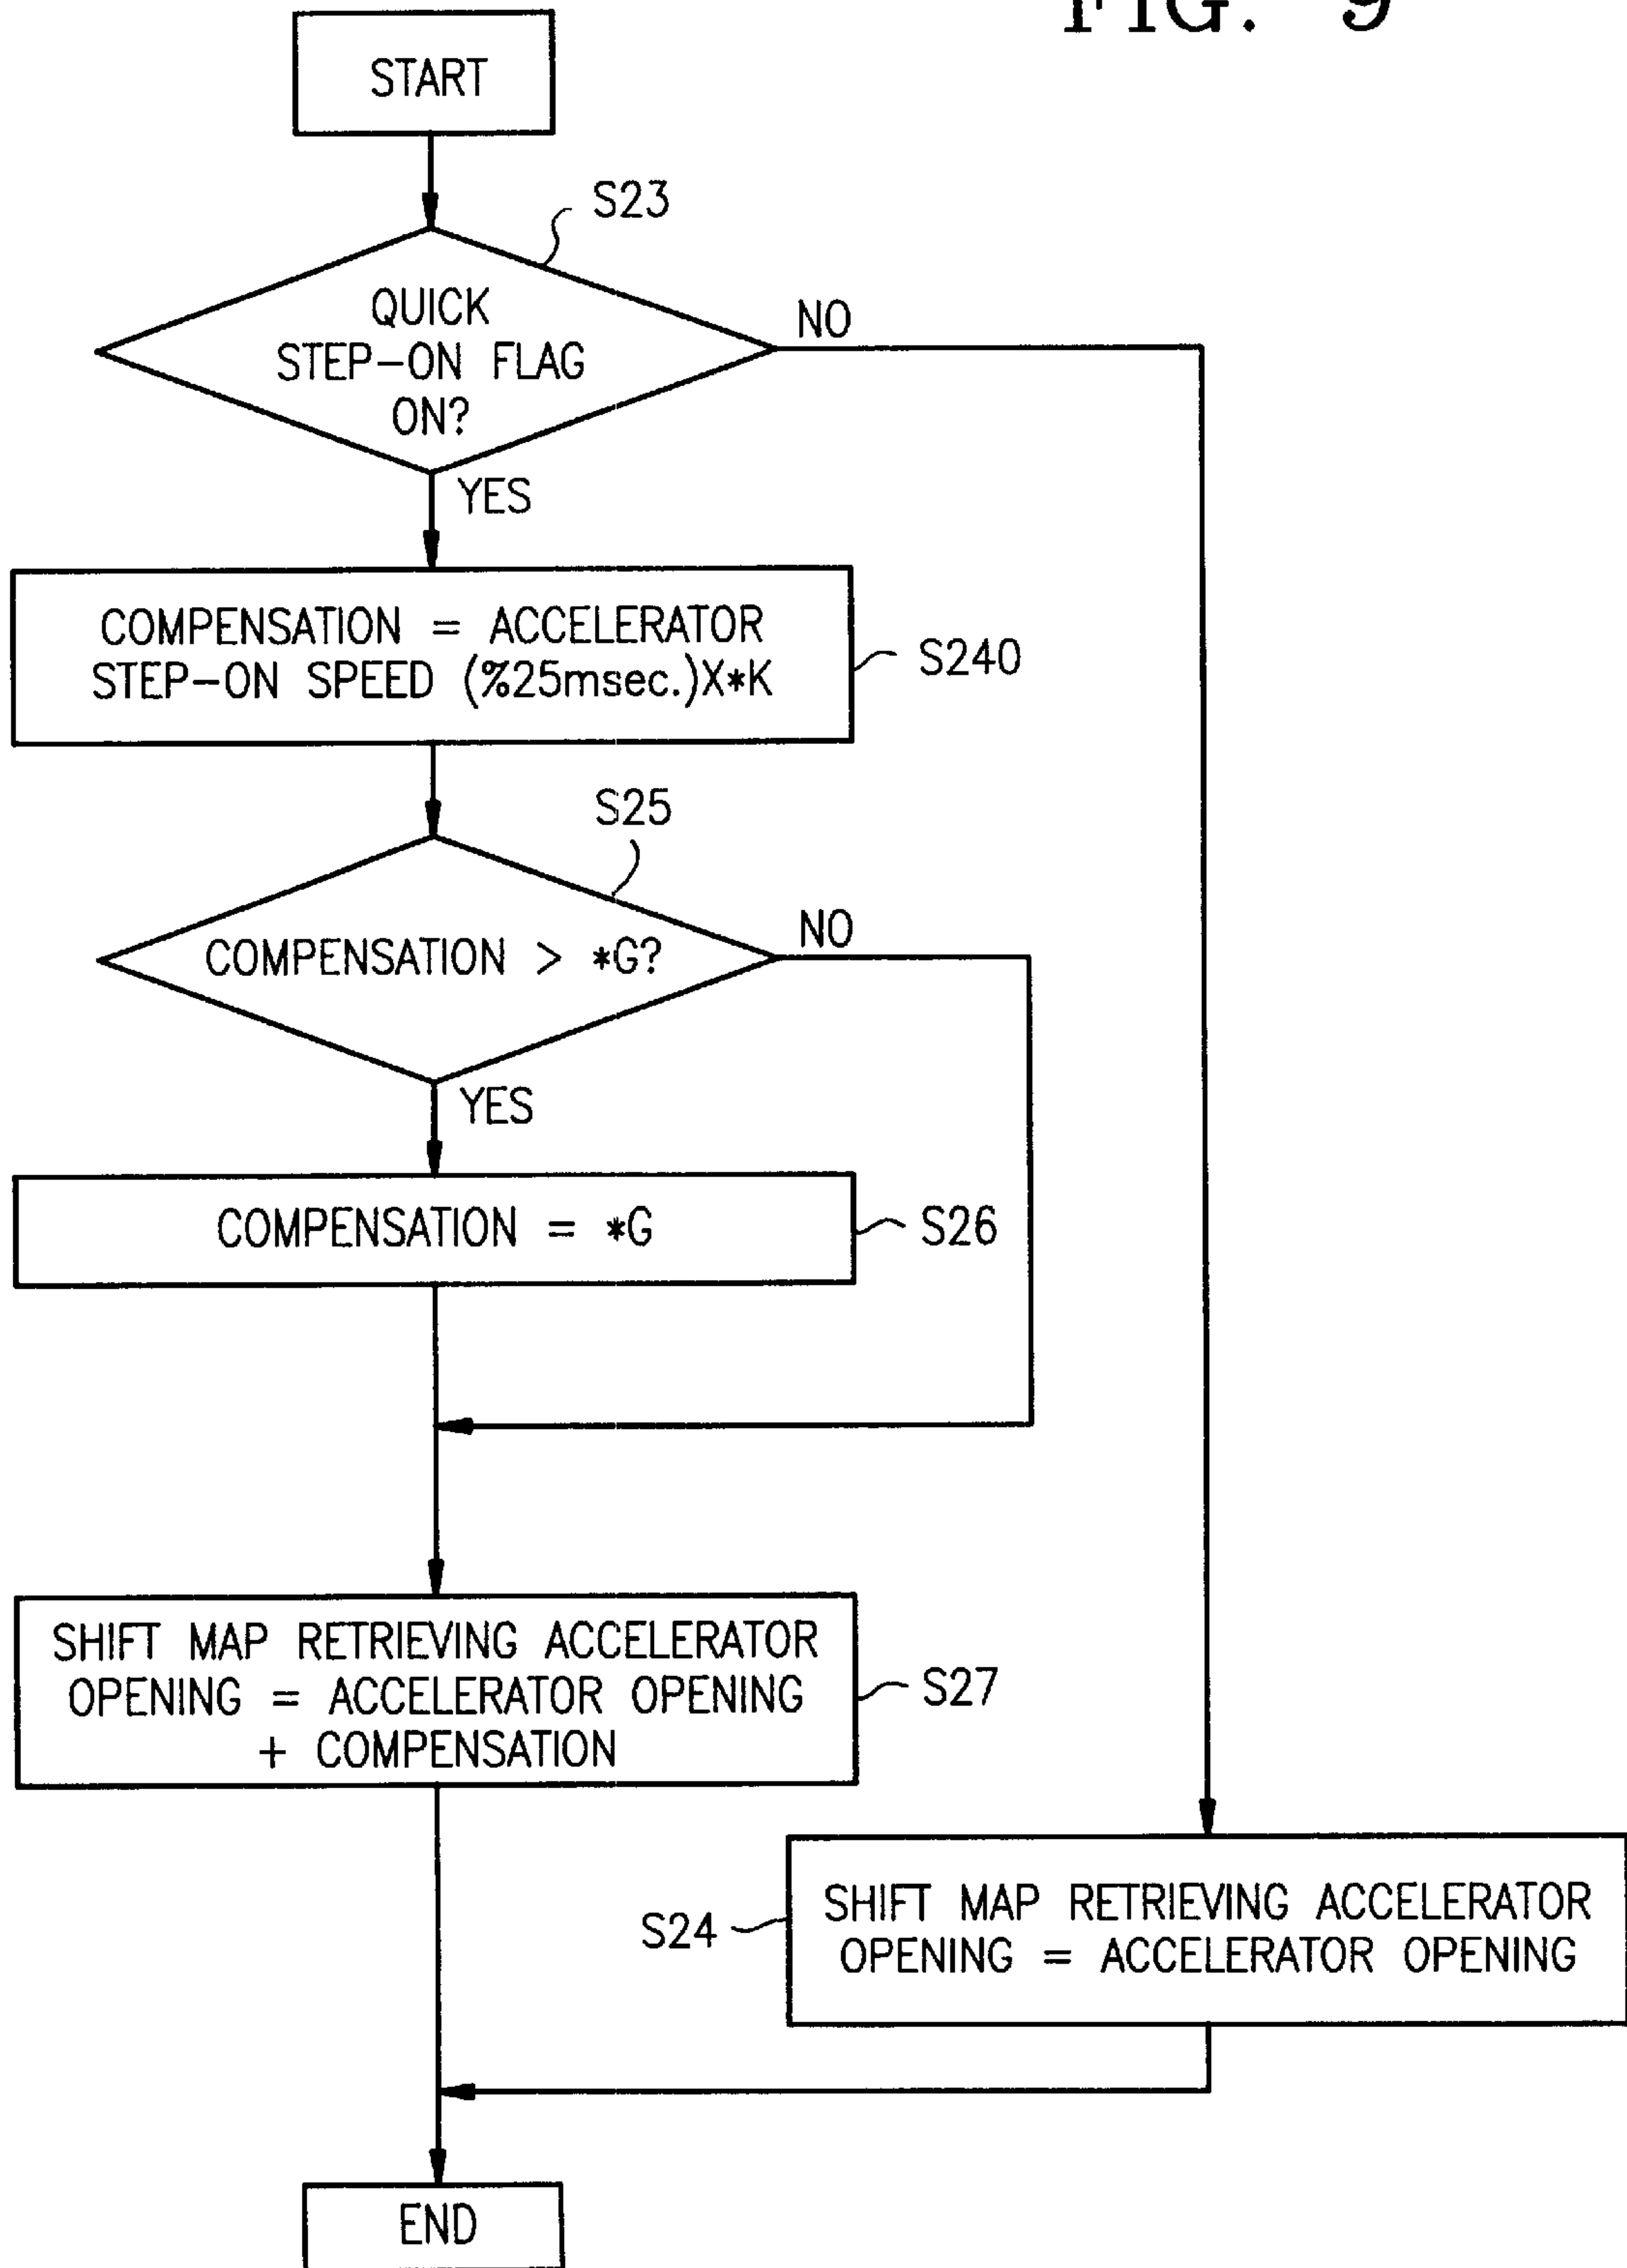 FIG. 9
START
S23
QUICK
STEP-ON FLAG
ON?
NO
YES
COMPENSATION = ACCELERATOR
STEP-ON SPEED (%25msec.)X*K
S240
S25
COMPENSATION > *G?
NO
YES
COMPENSATION = *G
S26
SHIFT MAP RETRIEVING ACCELERATOR
OPENING = ACCELERATOR OPENING
+ COMPENSATION
S27
S24
SHIFT MAP RETRIEVING ACCELERATOR
OPENING = ACCELERATOR OPENING
END